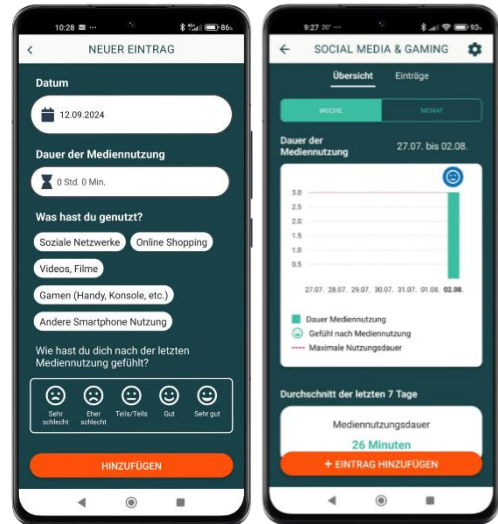 10:28
86
NEUER EINTRAG
Datum
12.09.2024
Dauer der Mediennutzung
0 Std. 0 Min.
Was hast du genutzt?
Soziale Netzwerke Online Shopping
Videos, Filme
Gamen (Handy, Konsole, etc.)
Andere Smartphone Nutzung
Wie hast du dich nach der letzten
Mediennutzung gefühlt?
Sehr schlecht
Eher schlecht
Teils/Teils
Gut
Sehr gut
HINZUFÜGEN
9:27 20°
93
SOCIAL MEDIA & GAMING
Übersicht Einträge
WOCHE MONAT
Dauer der
Mediennutzung
27.07. bis 02.08.
3.0
2.5
2.0
1.5
1.0
0.5
27.07. 28.07. 29.07. 30.07. 31.07. 01.08. 02.08.
Dauer Mediennutzung
Gefühl nach Mediennutzung
Maximale Nutzungsdauer
Durchschnitt der letzten 7 Tage
Mediennutzungsdauer
26 Minuten
+ EINTRAG HINZUFÜGEN